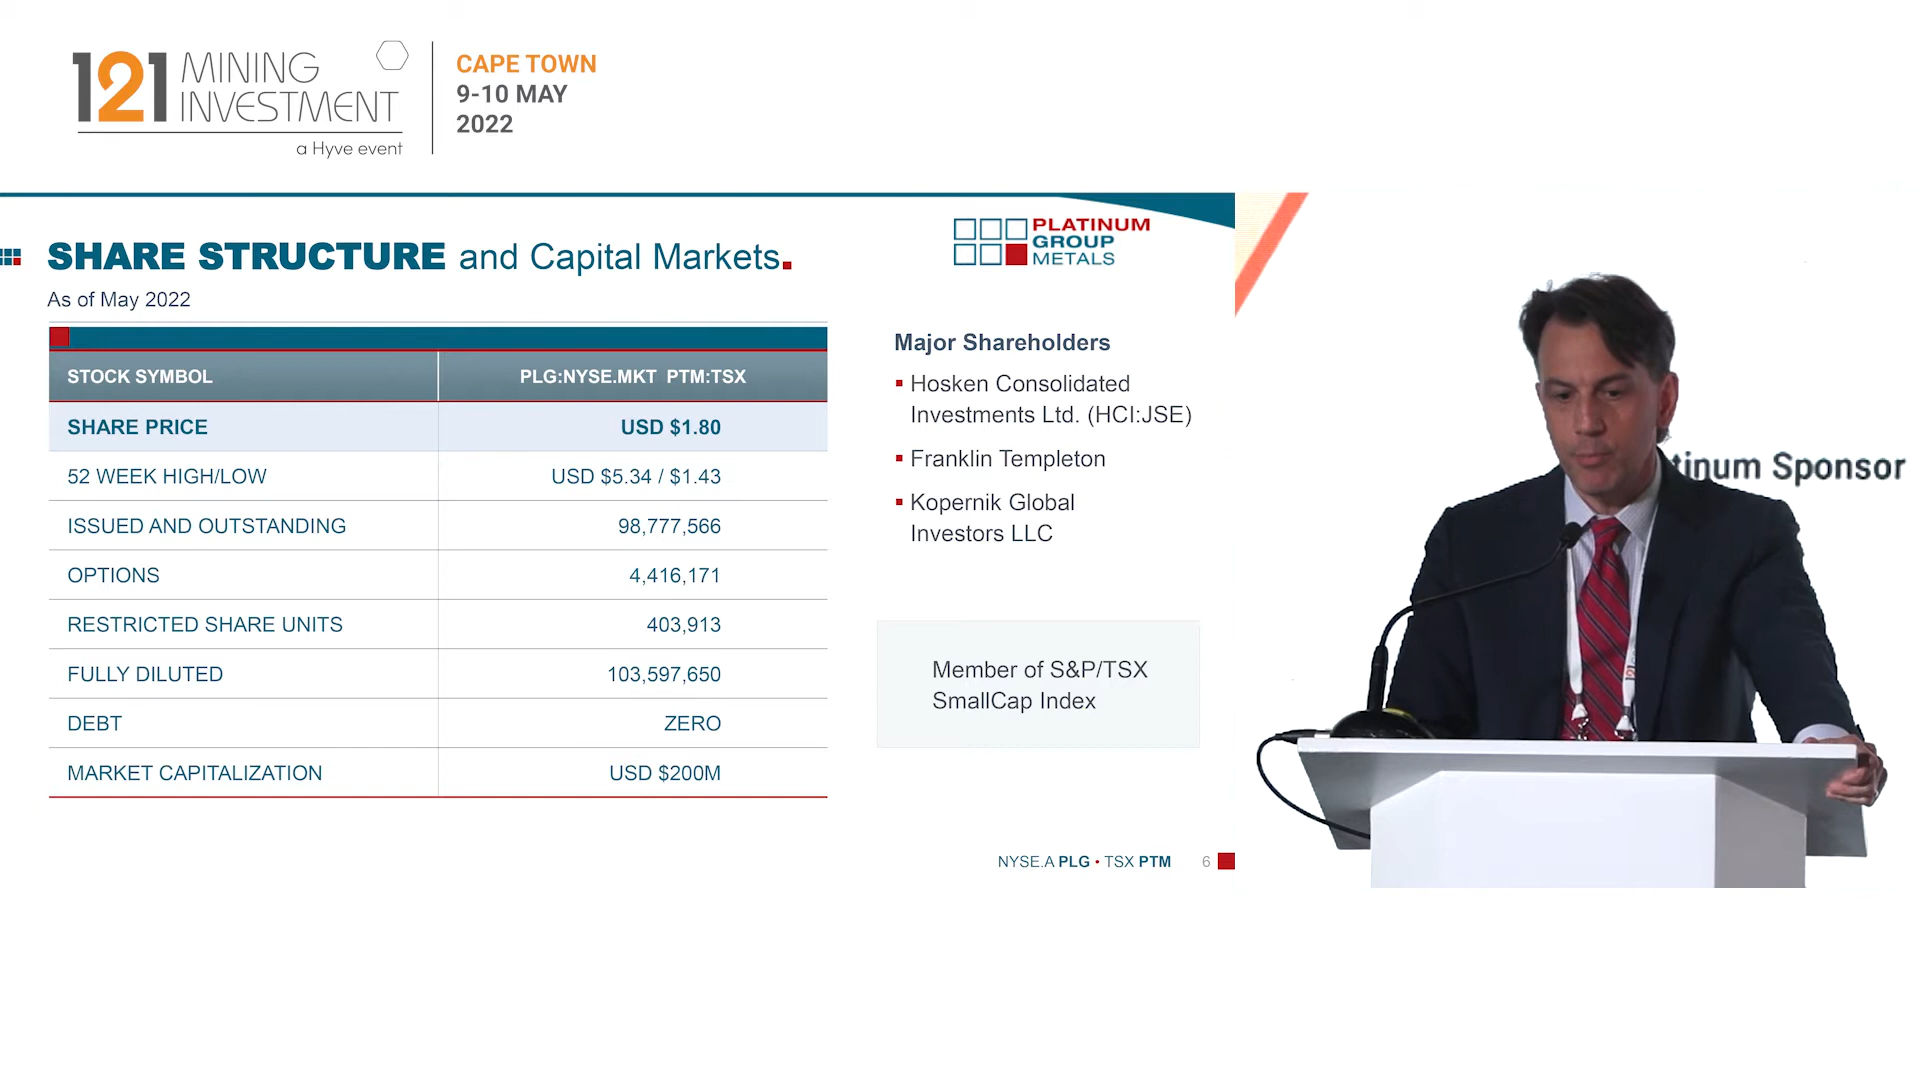 121 MINING
INVESTMENT
a Hyve event
CAPE TOWN
9-10 MAY
2022
SHARE STRUCTURE and Capital Markets.
As of May 2022
PLATINUM
GROUP
METALS
STOCK SYMBOL PLG:NYSE.MKT PTM:TSX
SHARE PRICE USD $1.80
52 WEEK HIGH/LOW USD $5.34 / $1.43
ISSUED AND OUTSTANDING 98,777,566
OPTIONS 4,416,171
RESTRICTED SHARE UNITS 403,913
FULLY DILUTED 103,597,650
DEBT ZERO
MARKET CAPITALIZATION USD $200M
Major Shareholders
▪ Hosken Consolidated
Investments Ltd. (HCI:JSE)
▪ Franklin Templeton
▪ Kopernik Global
Investors LLC
Member of S&P/TSX
SmallCap Index
NYSE.A PLG • TSX PTM 6
tinum Sponsor